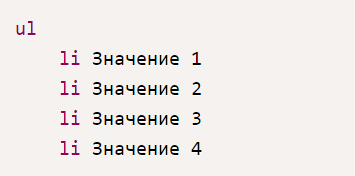 ul
li Значение 1
li Значение 2
li Значение 3
li Значение 4